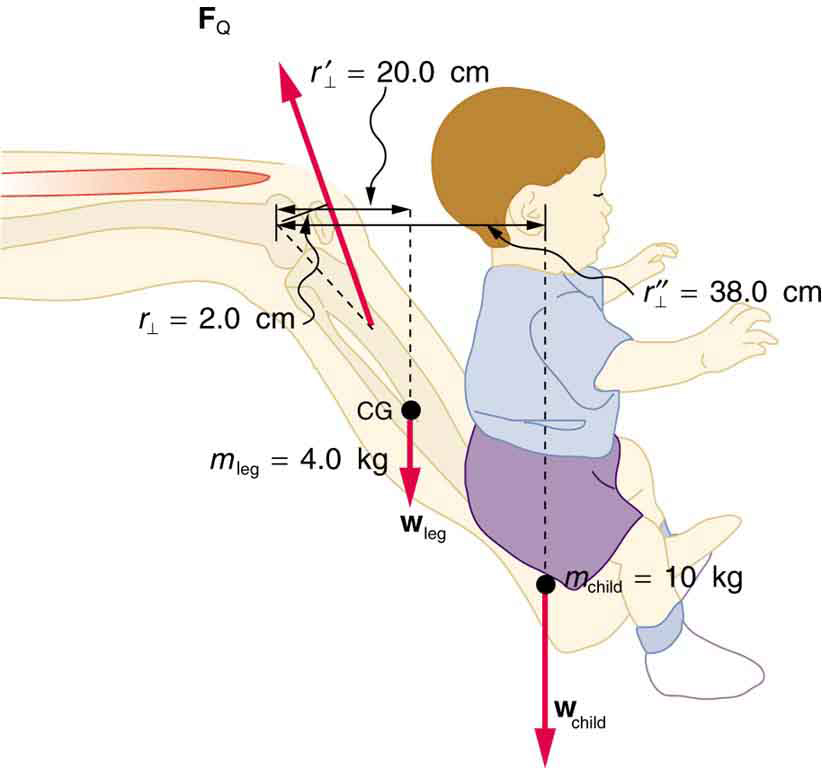 F_Q
r′_⊥ = 20.0 cm
r″_⊥ = 38.0 cm
r_⊥ = 2.0 cm
CG
m_leg = 4.0 kg
w_leg
m_child = 10 kg
w_child